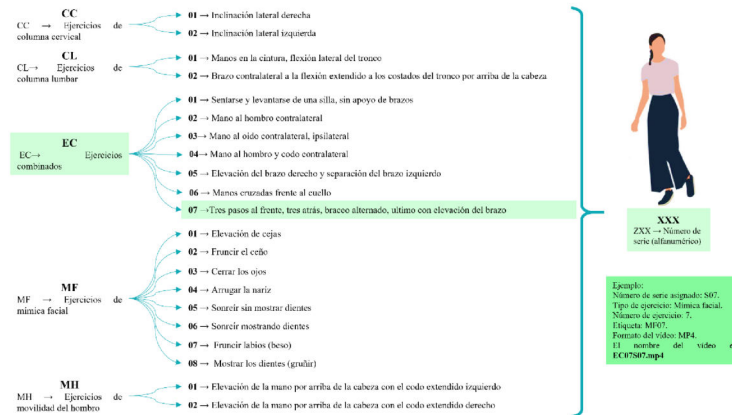 CC
CC → Ejercicios de
columna cervical
01 → Inclinación lateral derecha
02 → Inclinación lateral izquierda
CL
CL→ Ejercicios de
columna lumbar
01 → Manos en la cintura, flexión lateral del tronco
02 → Brazo contralateral a la flexión extendido a los costados del tronco por arriba de la cabeza
EC
EC→ Ejercicios
combinados
01 → Sentarse y levantarse de una silla, sin apoyo de brazos
02 → Mano al hombro contralateral
03→ Mano al oído contralateral, ipsilateral
04→ Mano al hombro y codo contralateral
05 → Elevación del brazo derecho y separación del brazo izquierdo
06 → Manos cruzadas frente al cuello
07 →Tres pasos al frente, tres atrás, braceo alternado, ultimo con elevación del brazo
MF
MF → Ejercicios de
mímica facial
01 → Elevación de cejas
02 → Fruncir el ceño
03 → Cerrar los ojos
04 → Arrugar la nariz
05 → Sonreír sin mostrar dientes
06 → Sonreír mostrando dientes
07 → Fruncir labios (beso)
08 → Mostrar los dientes (gruñir)
MH
MH → Ejercicios de
movilidad del hombro
01 → Elevación de la mano por arriba de la cabeza con el codo extendido izquierdo
02 → Elevación de la mano por arriba de la cabeza con el codo extendido derecho
XXX
ZXX → Número de
serie (alfanumérico)
Ejemplo:
Número de serie asignado: S07.
Tipo de ejercicio: Mímica facial.
Número de ejercicio: 7.
Etiqueta: MF07.
Formato del video: MP4.
El nombre del video e
EC07S07.mp4